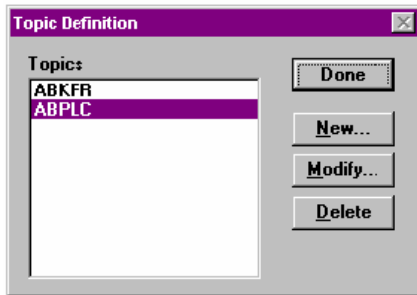 Topic Definition
Topics
ABKFR
ABPLC
Done
New...
Modify...
Delete